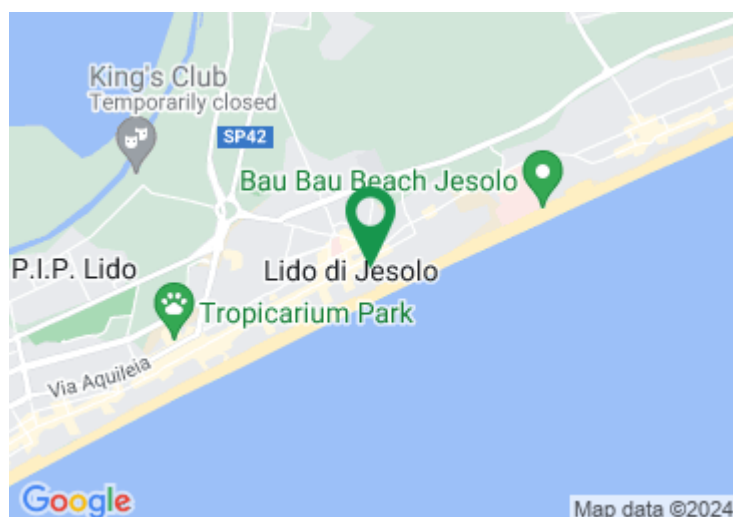 King's Club
Temporarily closed
SP42
Bau Bau Beach Jesolo
P.I.P. Lido
Lido di Jesolo
Tropicarium Park
Via Aquileia
Google
Map data ©2024